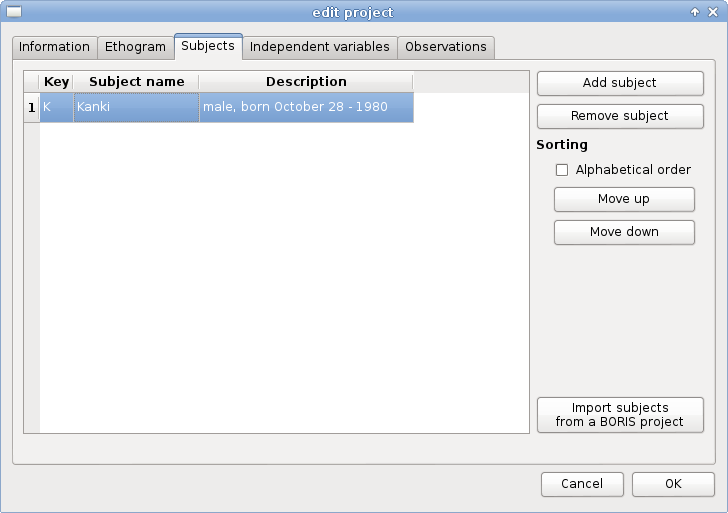 edit project
Information Ethogram Subjects Independent variables Observations
Key Subject name Description
1 K Kanki male, born October 28 - 1980
Add subject
Remove subject
Sorting
Alphabetical order
Move up
Move down
Import subjects
from a BORIS project
Cancel OK